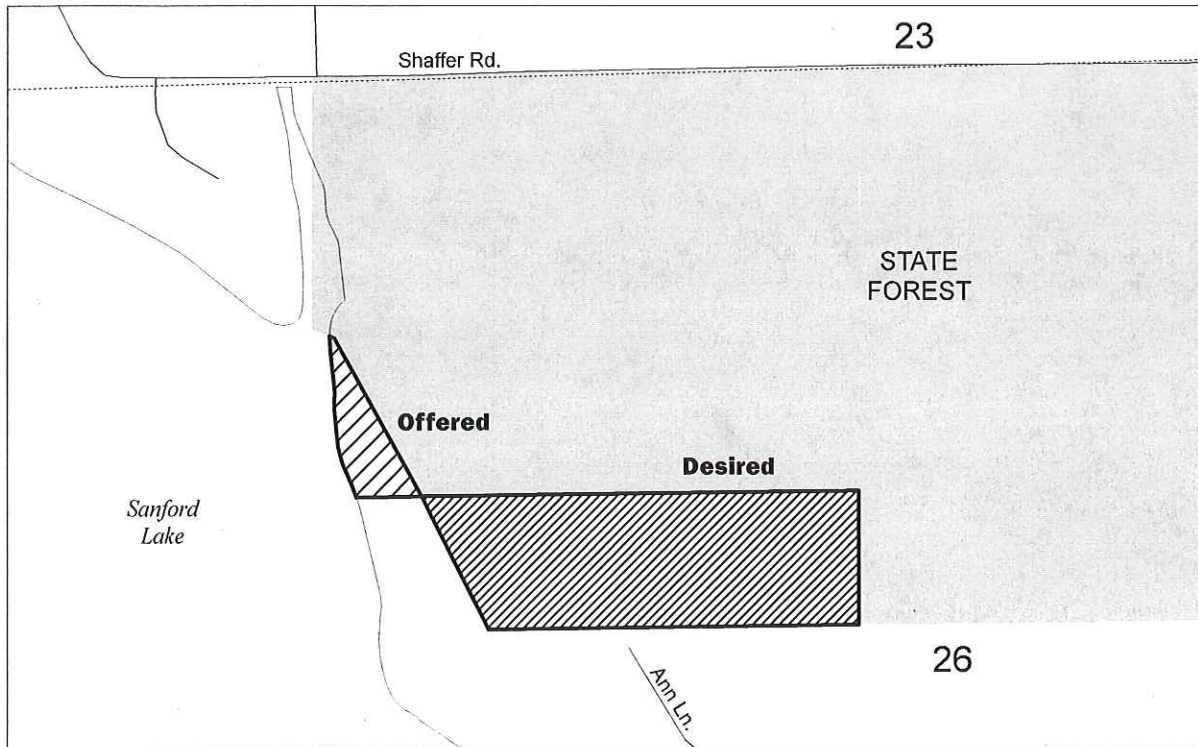 23
Shaffer Rd.
STATE
FOREST
Offered
Desired
Sanford
Lake
26
Ann Ln.